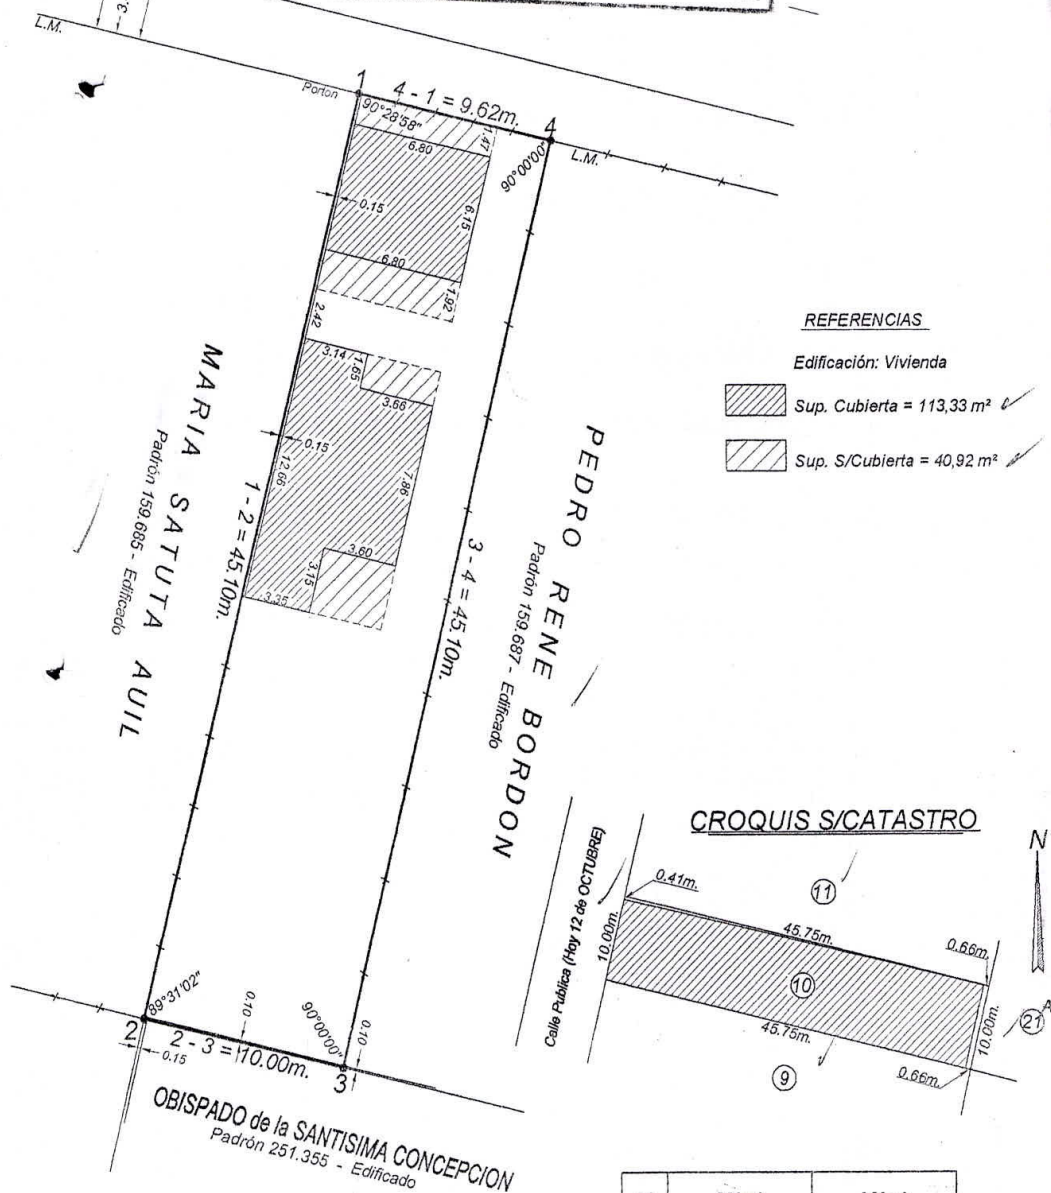 L.M.
Porton
1
4 - 1 = 9.62m.
4
L.M.
90°28'58"
90°00'00"
1.47
6.80
0.15
6.15
6.80
1.92
2.42
3.14
1.65
3.66
0.15
12.66
7.86
3.60
3.15
3.35
MARIA SATUTA AUIL
Padrón 159.685 - Edificado
1 - 2 = 45.10m.
3 - 4 = 45.10m.
PEDRO RENE BORDON
Padrón 159.687 - Edificado
REFERENCIAS
Edificación: Vivienda
Sup. Cubierta = 113,33 m²
Sup. S/Cubierta = 40,92 m²
89°31'02"
2
2 - 3 = 10.00m.
0.15
0.10
90°00'00"
0.10
3
OBISPADO de la SANTISIMA CONCEPCION
Padrón 251.355 - Edificado
CROQUIS S/CATASTRO
N
Calle Publica (Hoy 12 de OCTUBRE)
0.41m.
11
45.75m.
0.66m.
10.00m.
10
10.00m.
21 A
45.75m.
9
0.66m.